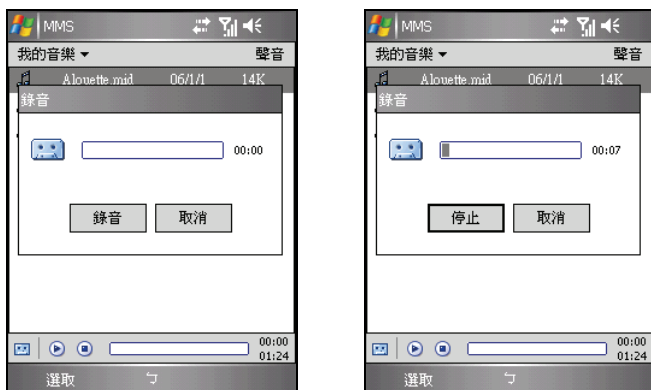 MMS
我的音樂 聲音
Alouette.mid 06/1/1 14K
錄音
00:00
錄音 取消
00:00
01:24
選取 ㄅ
MMS
我的音樂 聲音
Alouette.mid 06/1/1 14K
錄音
00:07
停止 取消
00:00
01:24
選取 ㄅ